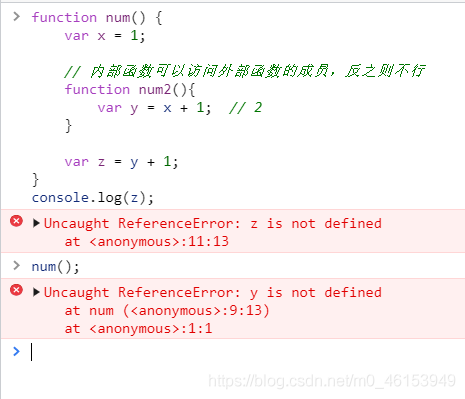 function num() {
    var x = 1;

    // 内部函数可以访问外部函数的成员，反之则不行
    function num2(){
        var y = x + 1;  // 2
    }

    var z = y + 1;
}
console.log(z);
Uncaught ReferenceError: z is not defined
    at <anonymous>:11:13
num();
Uncaught ReferenceError: y is not defined
    at num (<anonymous>:9:13)
    at <anonymous>:1:1
https://blog.csdn.net/m0_46153949